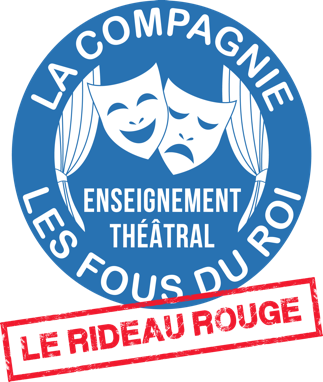 LA COMPAGNIE
ENSEIGNEMENT
THÉÂTRAL
LES FOUS DU ROI
LE RIDEAU ROUGE